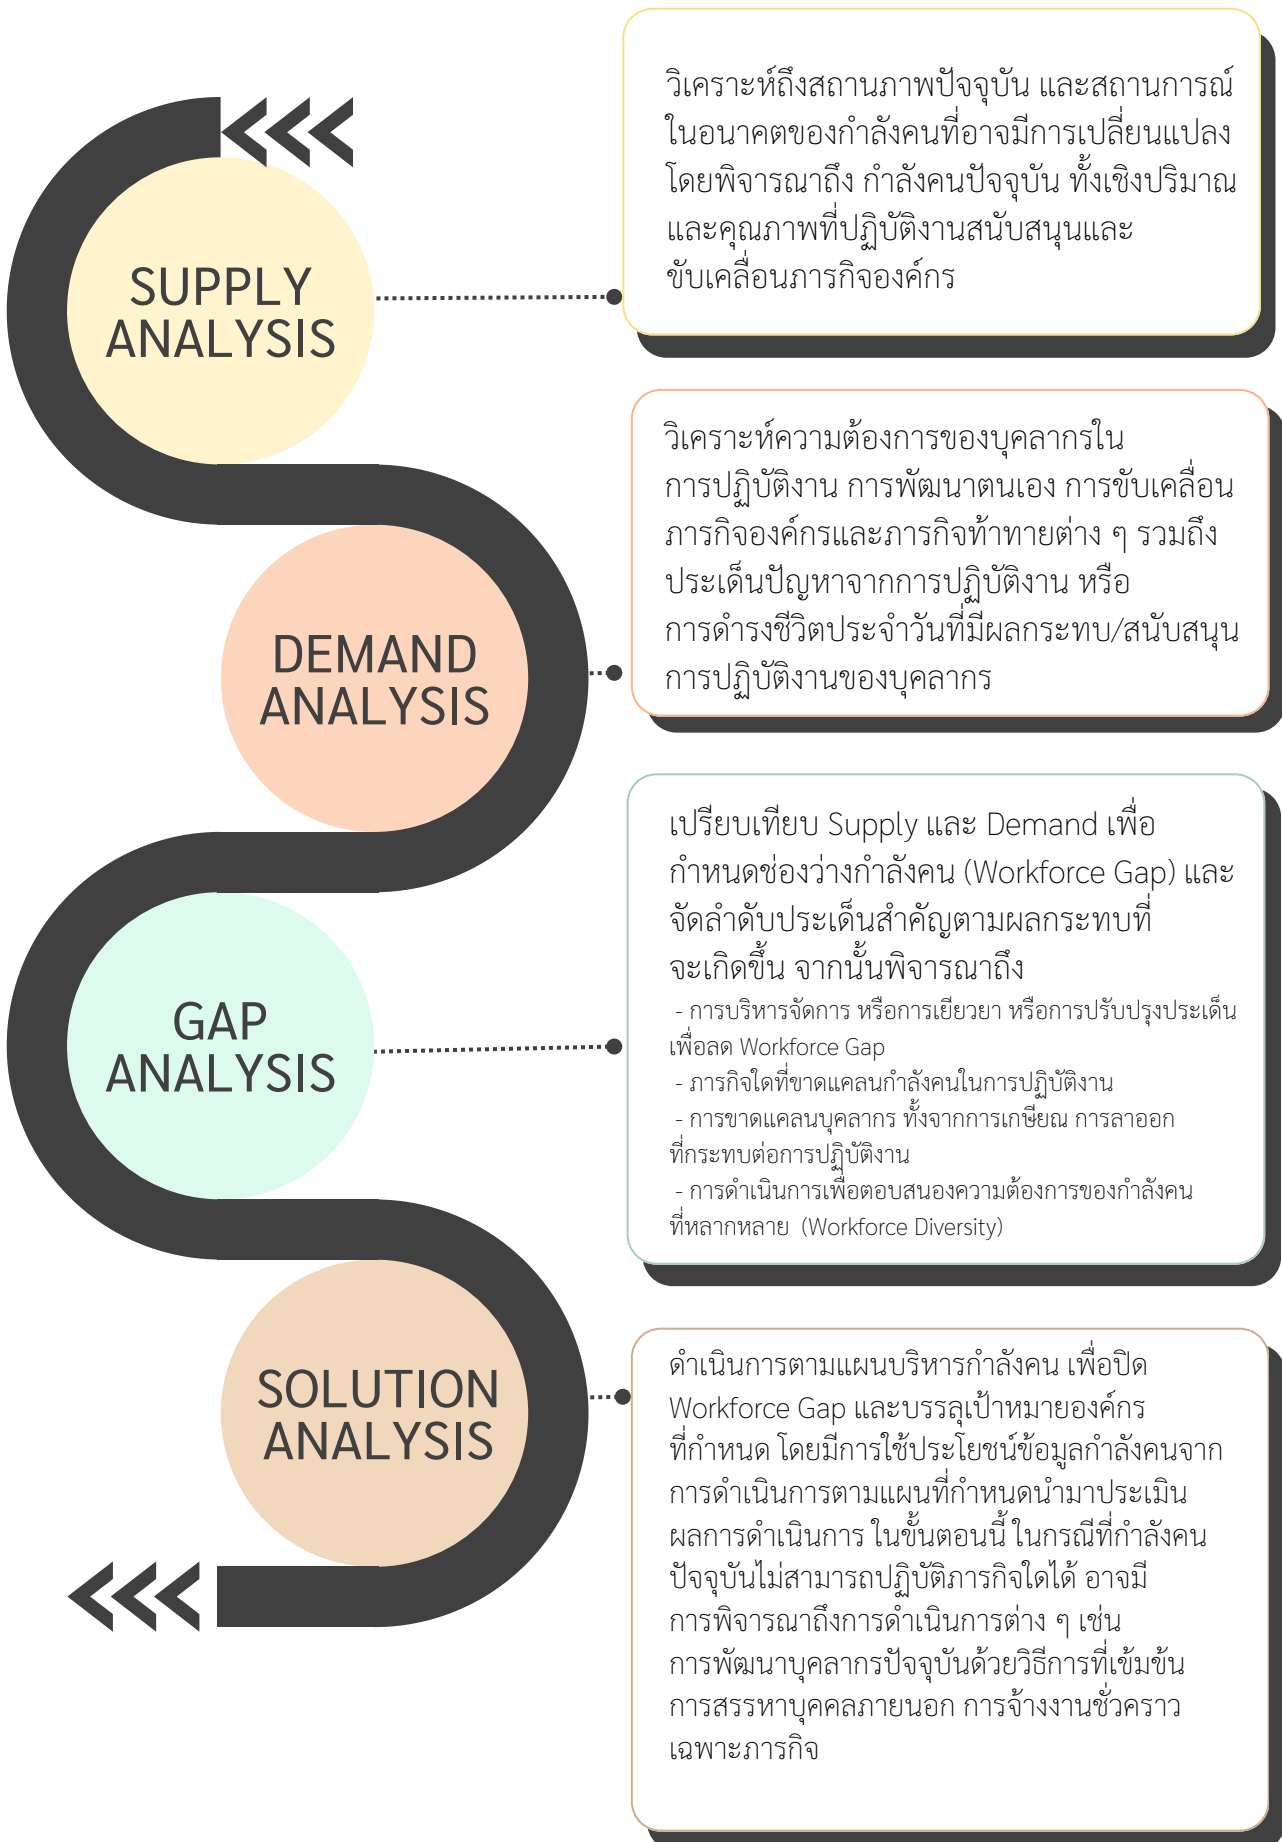 SUPPLY
ANALYSIS
วิเคราะห์ถึงสถานภาพปัจจุบัน และสถานการณ์
ในอนาคตของกำลังคนที่อาจมีการเปลี่ยนแปลง
โดยพิจารณาถึง กำลังคนปัจจุบัน ทั้งเชิงปริมาณ
และคุณภาพที่ปฏิบัติงานสนับสนุนและ
ขับเคลื่อนภารกิจองค์กร
DEMAND
ANALYSIS
วิเคราะห์ความต้องการของบุคลากรใน
การปฏิบัติงาน การพัฒนาตนเอง การขับเคลื่อน
ภารกิจองค์กรและภารกิจท้าทายต่าง ๆ รวมถึง
ประเด็นปัญหาจากการปฏิบัติงาน หรือ
การดำรงชีวิตประจำวันที่มีผลกระทบ/สนับสนุน
การปฏิบัติงานของบุคลากร
GAP
ANALYSIS
เปรียบเทียบ Supply และ Demand เพื่อ
กำหนดช่องว่างกำลังคน (Workforce Gap) และ
จัดลำดับประเด็นสำคัญตามผลกระทบที่
จะเกิดขึ้น จากนั้นพิจารณาถึง
- การบริหารจัดการ หรือการเยียวยา หรือการปรับปรุงประเด็น
เพื่อลด Workforce Gap
- ภารกิจใดที่ขาดแคลนกำลังคนในการปฏิบัติงาน
- การขาดแคลนบุคลากร ทั้งจากการเกษียณ การลาออก
ที่กระทบต่อการปฏิบัติงาน
- การดำเนินการเพื่อตอบสนองความต้องการของกำลังคน
ที่หลากหลาย (Workforce Diversity)
SOLUTION
ANALYSIS
ดำเนินการตามแผนบริหารกำลังคน เพื่อปิด
Workforce Gap และบรรลุเป้าหมายองค์กร
ที่กำหนด โดยมีการใช้ประโยชน์ข้อมูลกำลังคนจาก
การดำเนินการตามแผนที่กำหนดนำมาประเมิน
ผลการดำเนินการ ในขั้นตอนนี้ ในกรณีที่กำลังคน
ปัจจุบันไม่สามารถปฏิบัติภารกิจใดได้ อาจมี
การพิจารณาถึงการดำเนินการต่าง ๆ เช่น
การพัฒนาบุคลากรปัจจุบันด้วยวิธีการที่เข้มข้น
การสรรหาบุคคลภายนอก การจ้างงานชั่วคราว
เฉพาะภารกิจ